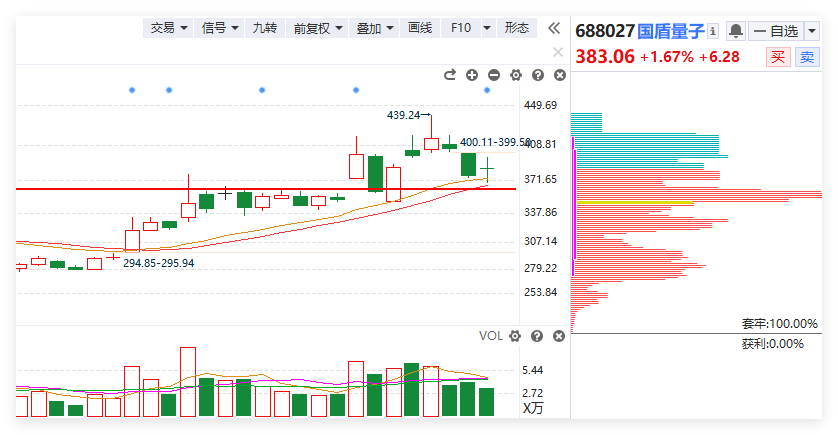 交易 信号 九转 前复权 叠加 画线 F10 形态
688027 国盾量子 自选
383.06 +1.67% +6.28 买 卖
449.69
439.24
400.11-399.50
408.81
371.65
337.86
307.14
294.85-295.94
279.22
253.84
套牢:100.00%
获利:0.00%
VOL
5.44
2.72
X万